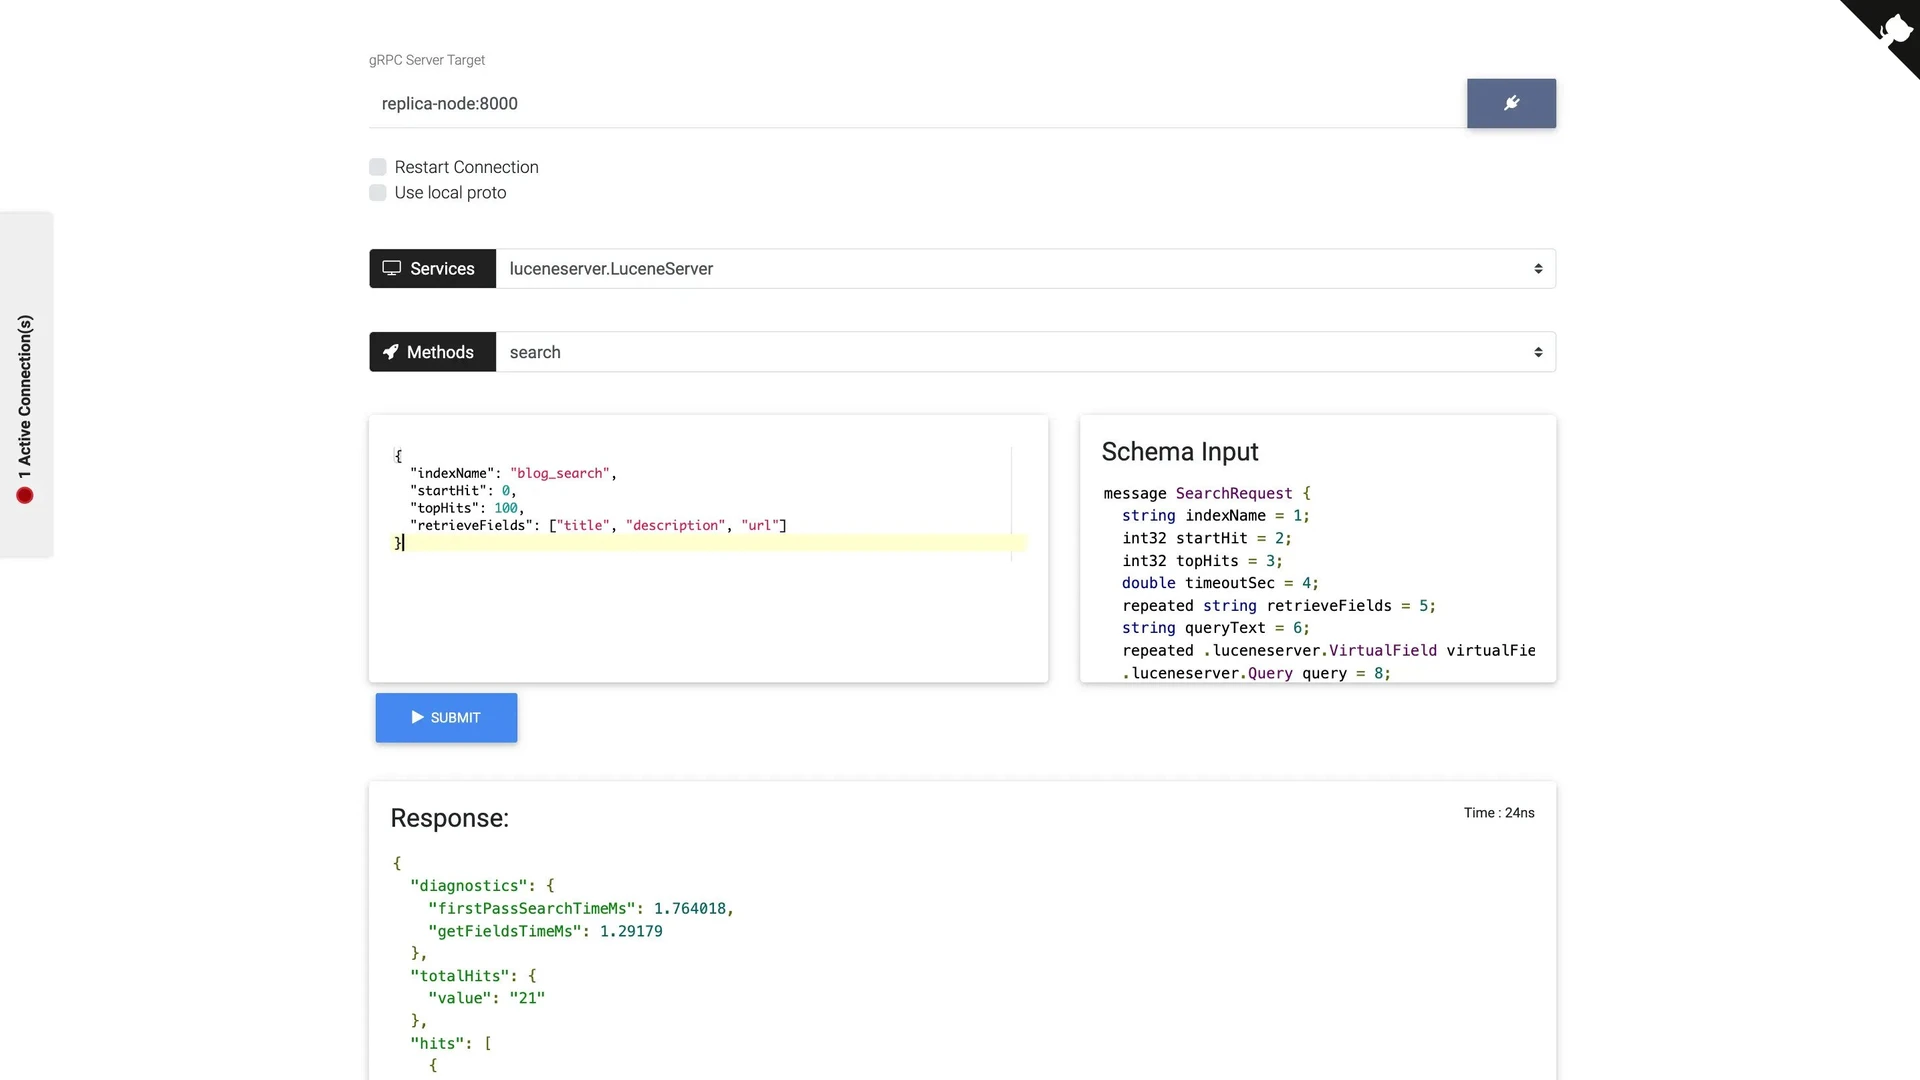 gRPC Server Target
replica-node:8000
Restart Connection
Use local proto
1 Active Connection(s)
Services
luceneserver.LuceneServer
Methods
search
{
"indexName": "blog_search",
"startHit": 0,
"topHits": 100,
"retrieveFields": ["title", "description", "url"]
}
Schema Input
message SearchRequest {
string indexName = 1;
int32 startHit = 2;
int32 topHits = 3;
double timeoutSec = 4;
repeated string retrieveFields = 5;
string queryText = 6;
repeated .luceneserver.VirtualField virtualFie
.luceneserver.Query query = 8;
SUBMIT
Response:
Time : 24ns
{
"diagnostics": {
"firstPassSearchTimeMs": 1.764018,
"getFieldsTimeMs": 1.29179
},
"totalHits": {
"value": "21"
},
"hits": [
{